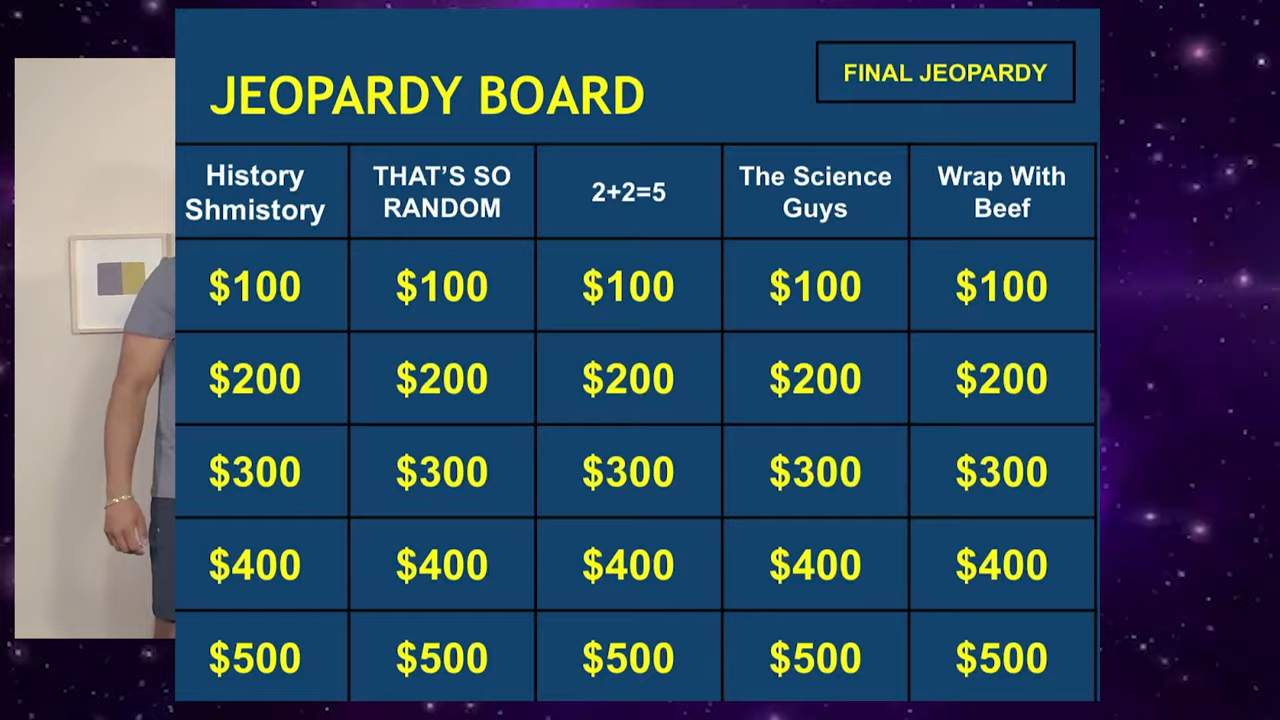 FINAL JEOPARDY
JEOPARDY BOARD
History
Shmistory
THAT'S SO
RANDOM
2+2=5
The Science
Guys
Wrap With
Beef
$100 $100 $100 $100 $100
$200 $200 $200 $200 $200
$300 $300 $300 $300 $300
$400 $400 $400 $400 $400
$500 $500 $500 $500 $500